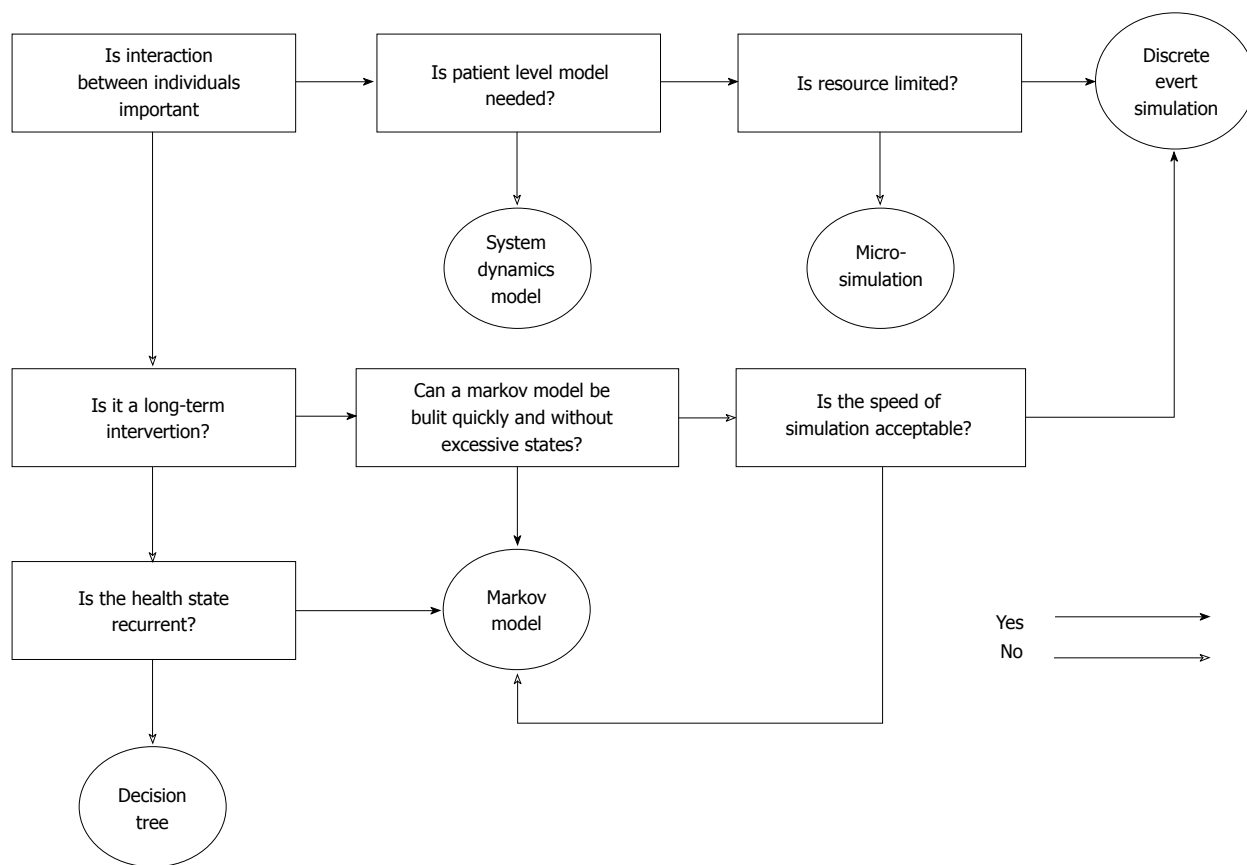 Is interaction
between individuals
important
Is patient level model
needed?
Is resource limited?
Discrete
evert
simulation
System
dynamics
model
Micro-
simulation
Is it a long-term
intervertion?
Can a markov model be
bulit quickly and without
excessive states?
Is the speed of
simulation acceptable?
Is the health state
recurrent?
Markov
model
Yes
No
Decision
tree